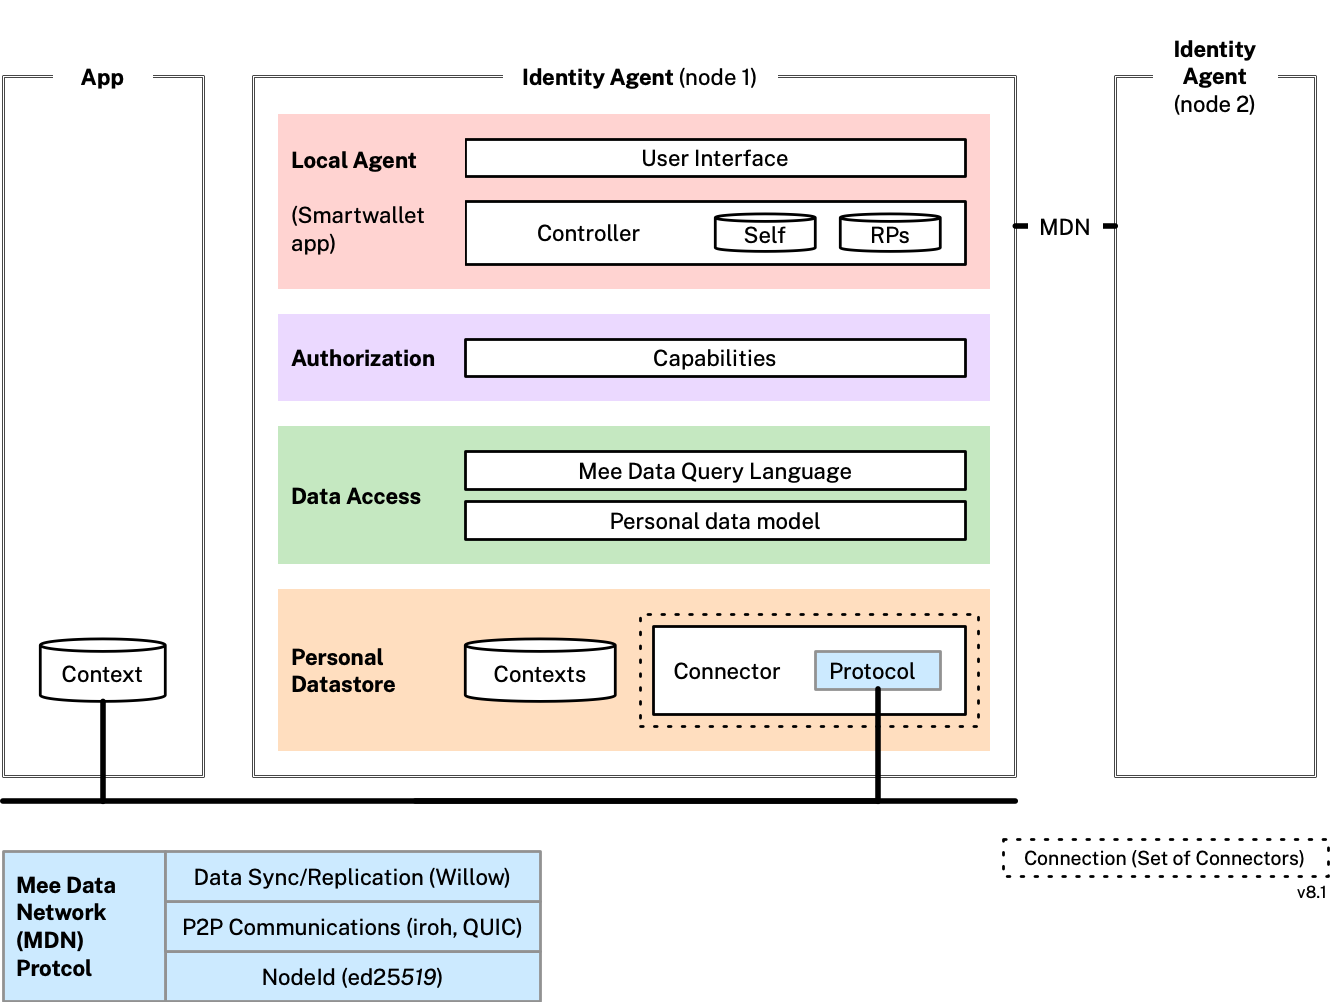 App
Identity Agent (node 1)
Identity
Agent
(node 2)
Local Agent
(Smartwallet
app)
User Interface
Controller
Self
RPs
MDN
Authorization
Capabilities
Data Access
Mee Data Query Language
Personal data model
Personal
Datastore
Context
Contexts
Connector
Protocol
Connection (Set of Connectors)
v8.1
Mee Data
Network
(MDN)
Protcol
Data Sync/Replication (Willow)
P2P Communications (iroh, QUIC)
NodeId (ed25519)